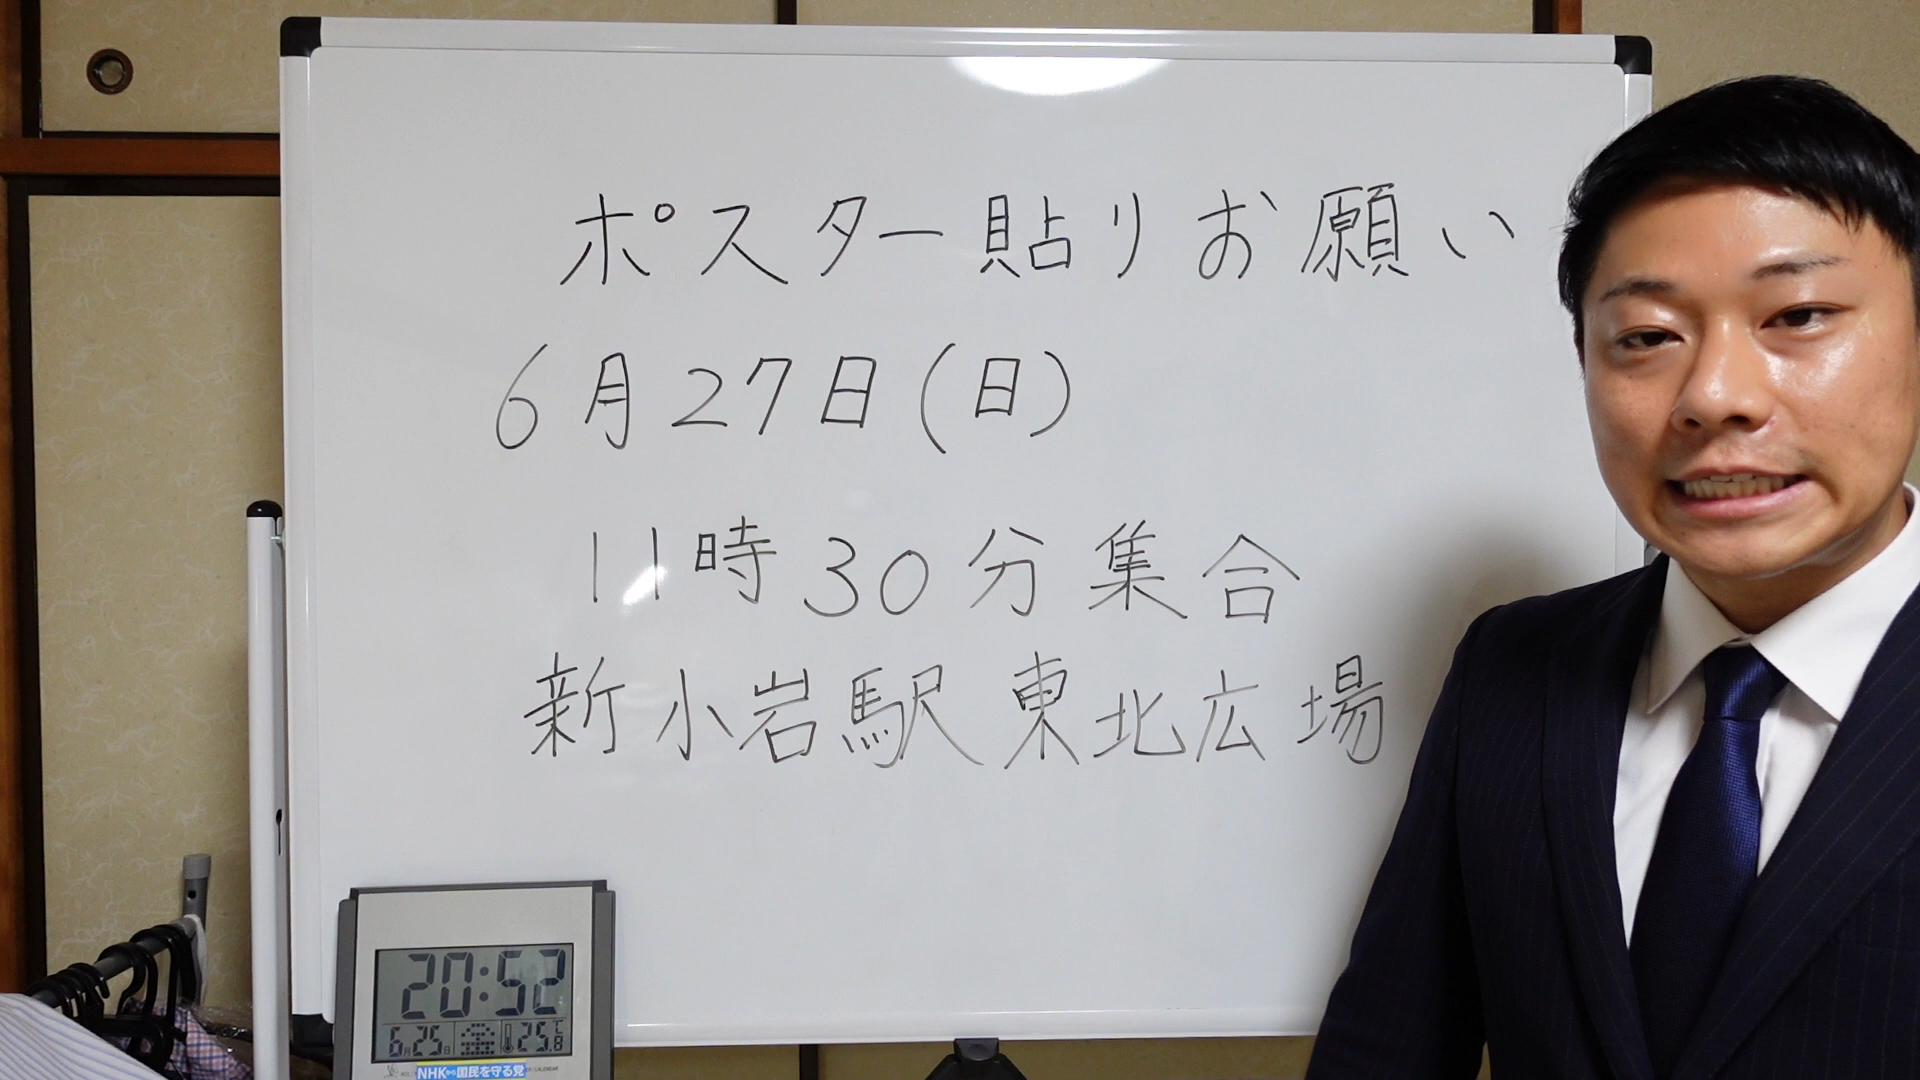 ポスター貼りお願い
6月27日(日)
11時30分集合
新小岩駅東北広場
20:52
6月25日 金 25.8℃
NHKから国民を守る党